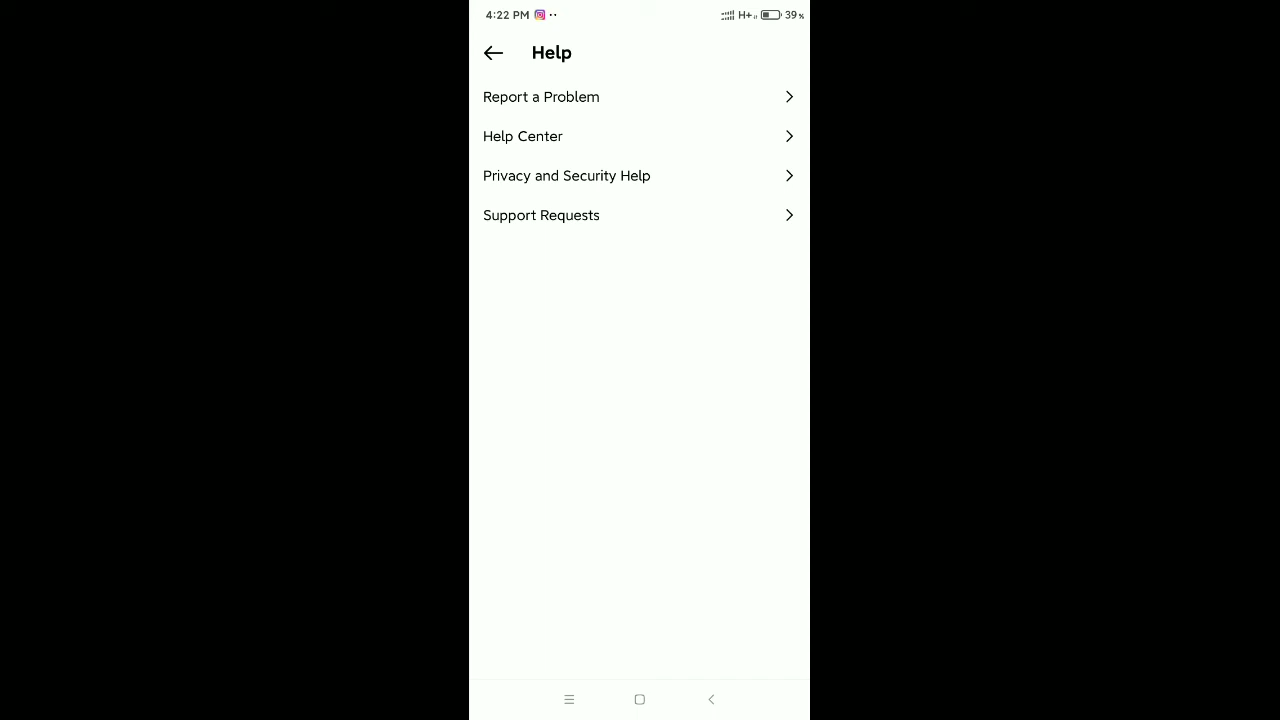 4:22 PM H+ 39%
Help
Report a Problem
Help Center
Privacy and Security Help
Support Requests